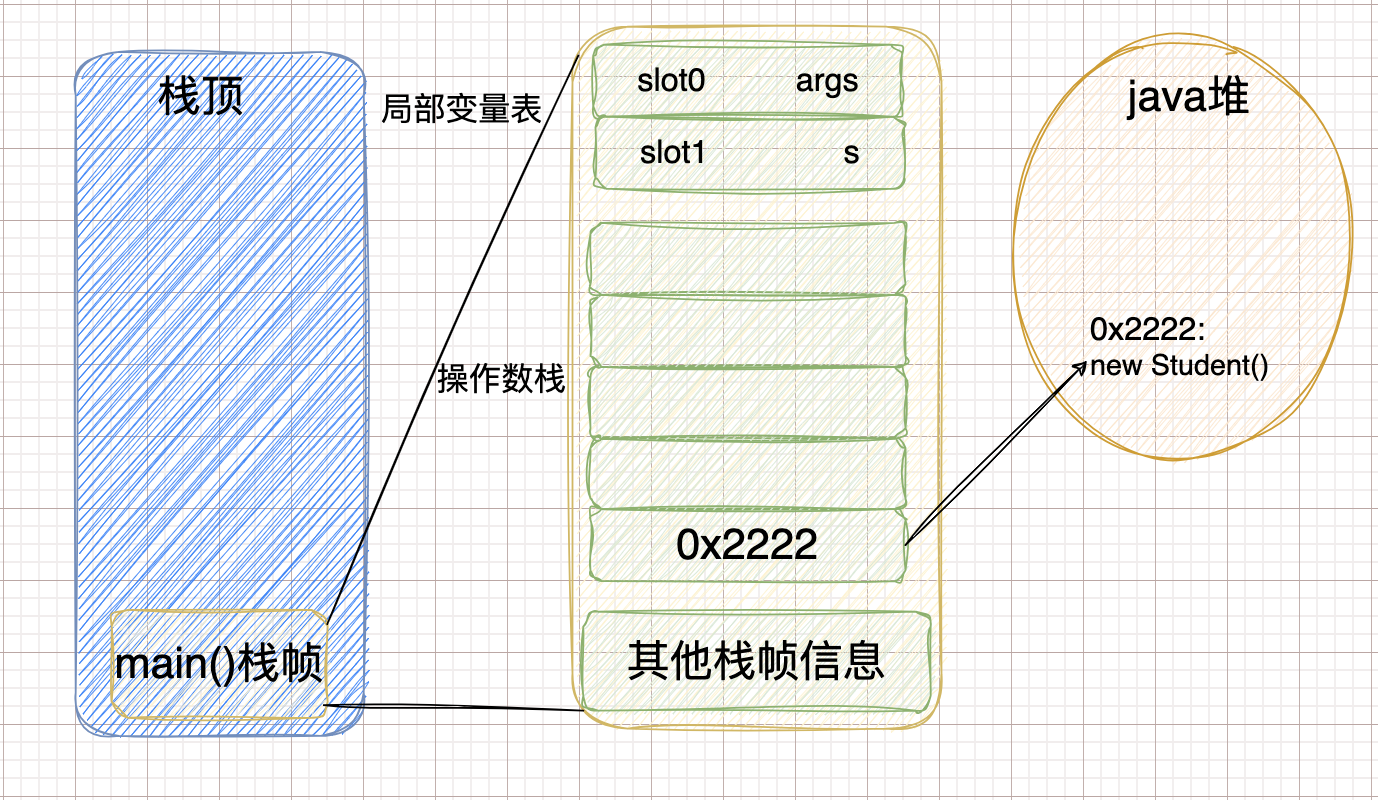 栈顶
main()栈帧
局部变量表
操作数栈
slot0 args
slot1 s
0x2222
其他栈帧信息
java堆
0x2222:
new Student()